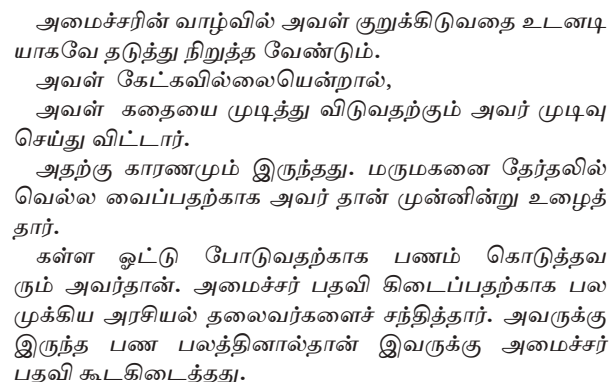 அமைச்சரின் வாழ்வில் அவள் குறுக்கிடுவதை உடனடி
யாகவே தடுத்து நிறுத்த வேண்டும்.
அவள் கேட்கவில்லையென்றால்,
அவள் கதையை முடித்து விடுவதற்கும் அவர் முடிவு
செய்து விட்டார்.
அதற்கு காரணமும் இருந்தது. மருமகனை தேர்தலில்
வெல்ல வைப்பதற்காக அவர் தான் முன்னின்று உழைத்
தார்.
கள்ள ஓட்டு போடுவதற்காக பணம் கொடுத்தவ
ரும் அவர்தான். அமைச்சர் பதவி கிடைப்பதற்காக பல
முக்கிய அரசியல் தலைவர்களைச் சந்தித்தார். அவருக்கு
இருந்த பண பலத்தினால்தான் இவருக்கு அமைச்சர்
பதவி கூடகிடைத்தது.